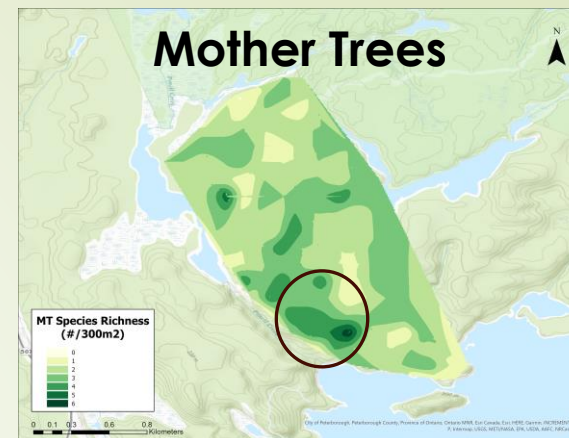 Mother Trees
N
MT Species Richness
(#/300m2)
0
1
2
3
4
5
6
0 0.1 0.3 0.6 0.8
Kilometers
City of Peterborough, Peterborough County, Province of Ontario, Ontario MNR, Esri Canada, Esri, HERE, Garmin, INCREMENT
P, Intermap, USGS, METI/NASA, EPA, USDA, AAFC, NRCan